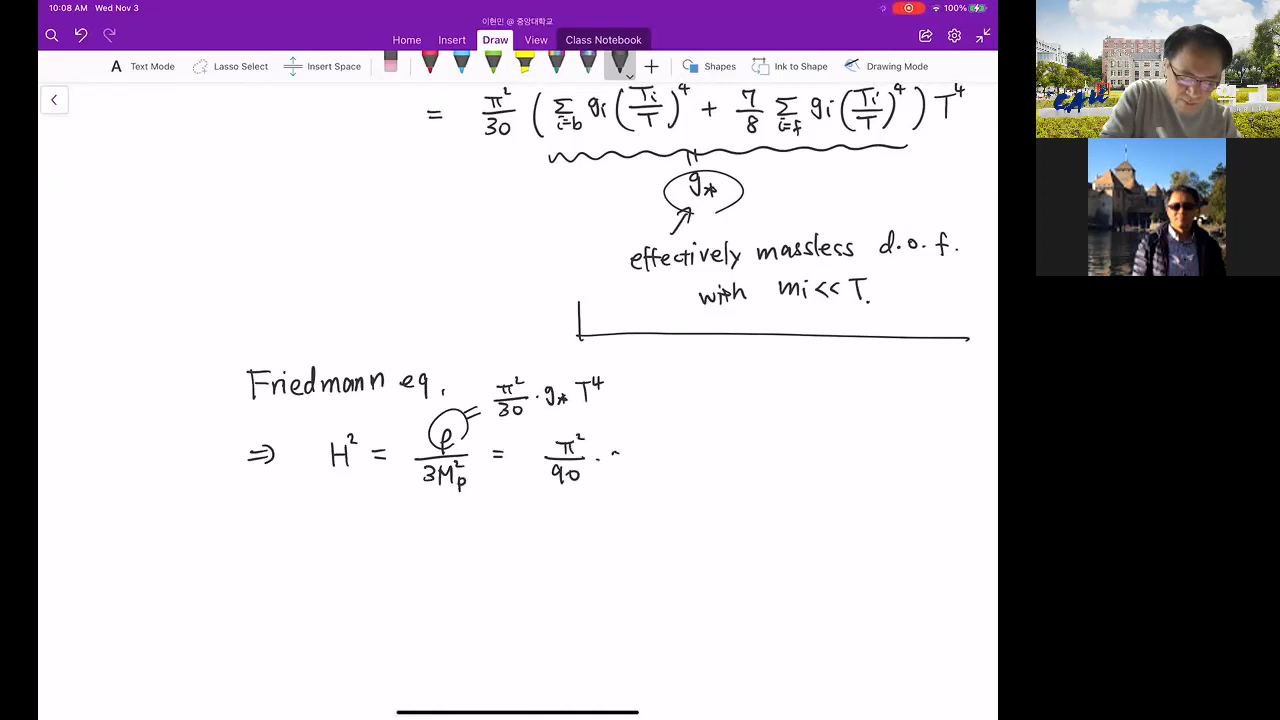 10:08 AM Wed Nov 3
100%
이현민 @ 중앙대학교
Home Insert Draw View Class Notebook
Text Mode Lasso Select Insert Space Shapes Ink to Shape Drawing Mode
= π²/30 ( Σ_{i=b} gi (Ti/T)⁴ + 7/8 Σ_{i=f} gi (Ti/T)⁴ ) T⁴
g*
effectively massless d.o.f.
with mi << T.
Friedmann eq.
= π²/30 · g* T⁴
⇒ H² = ρ/3M_p² = π²/90 ·
CAU